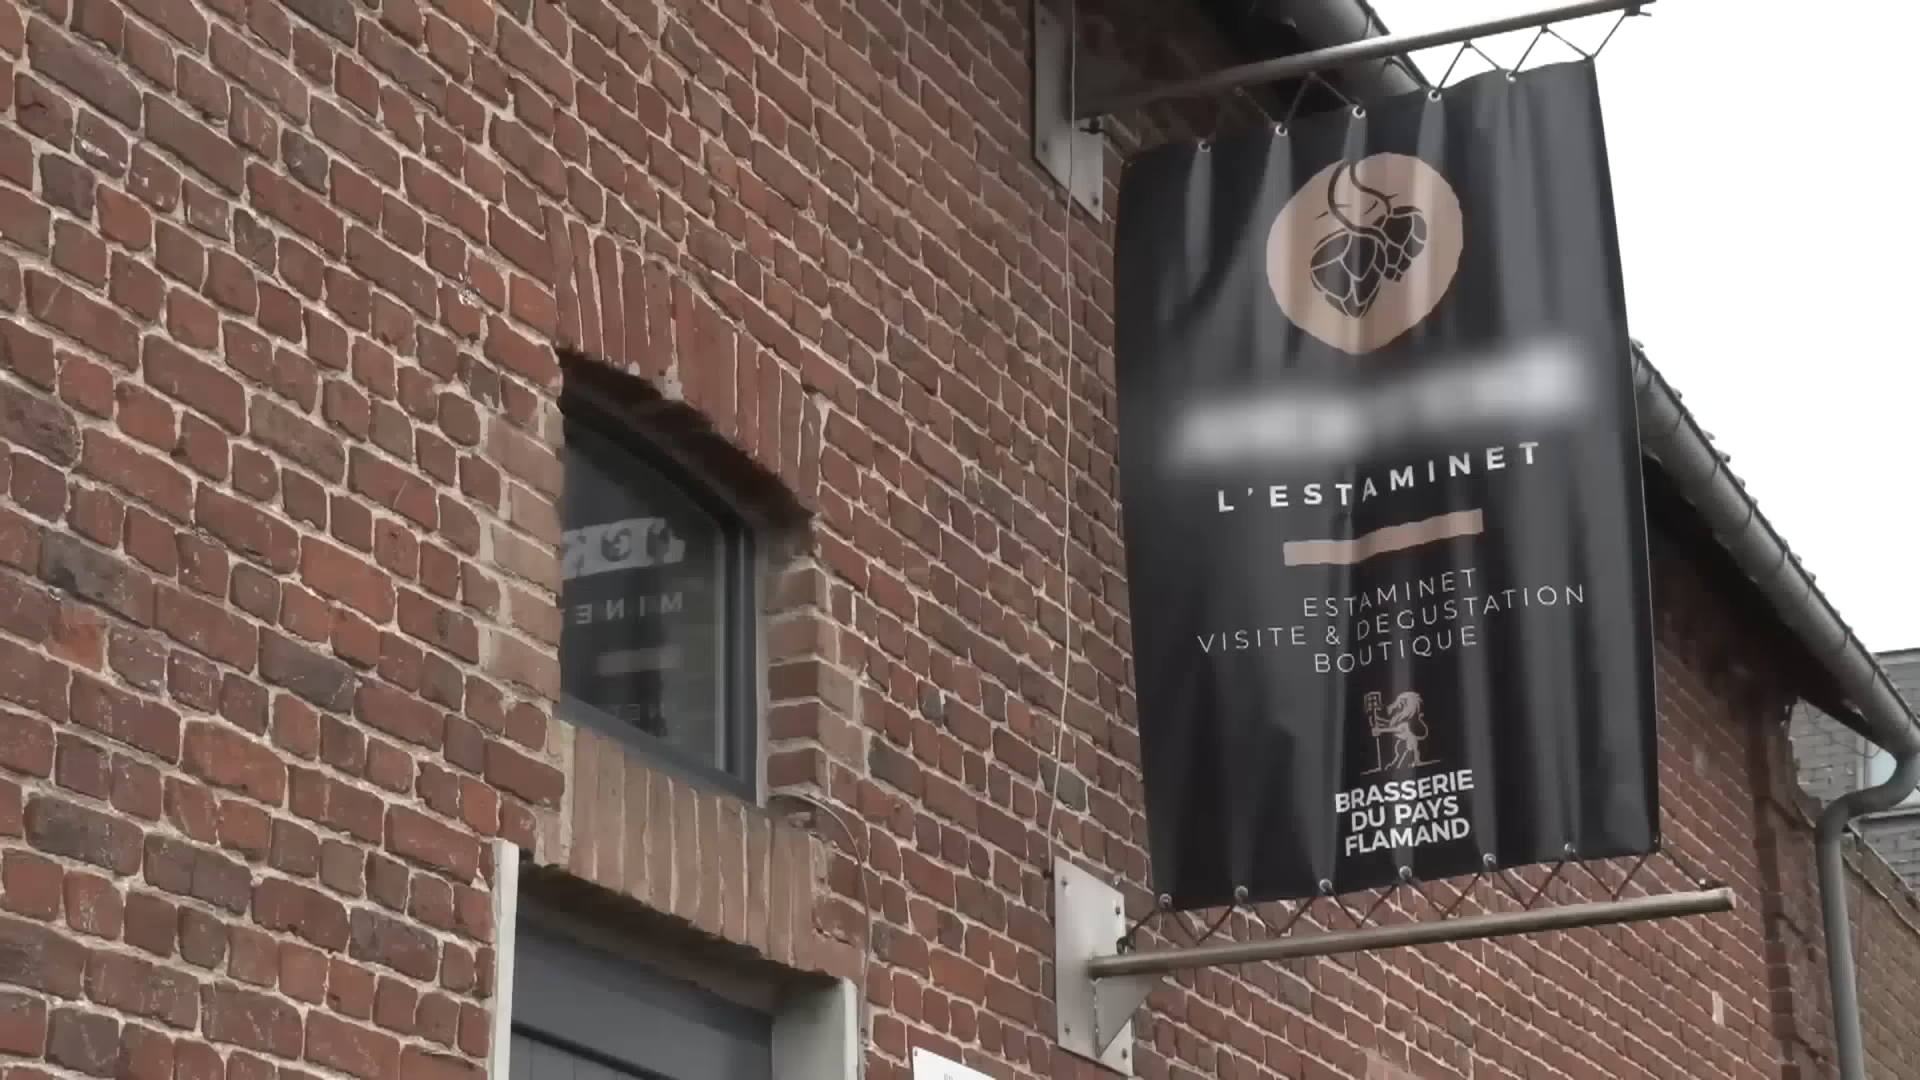 L'ESTAMINET
ESTAMINET
VISITE & DEGUSTATION
BOUTIQUE
BRASSERIE
DU PAYS
FLAMAND